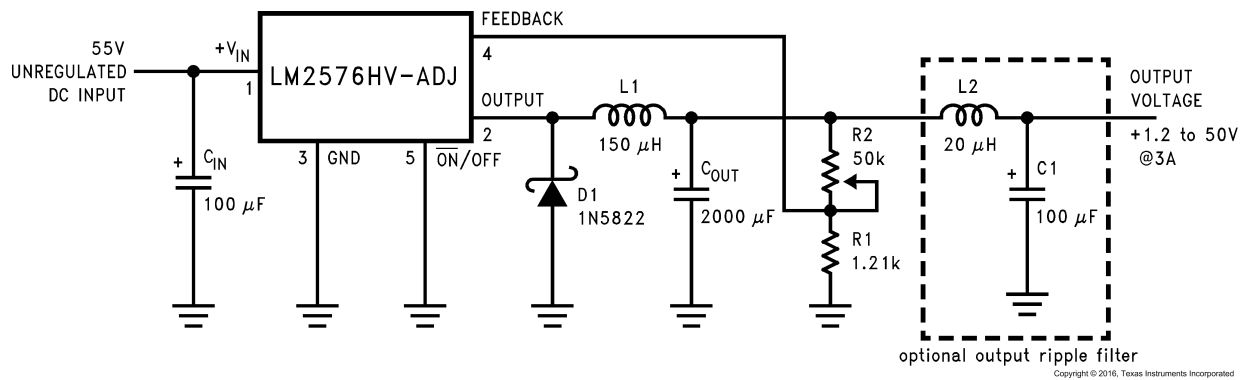 55V
UNREGULATED
DC INPUT
+VIN
1
LM2576HV-ADJ
FEEDBACK
4
OUTPUT
2
3 GND
5 ON/OFF
CIN
100 μF
D1
1N5822
L1
150 μH
COUT
2000 μF
R2
50k
R1
1.21k
L2
20 μH
C1
100 μF
OUTPUT
VOLTAGE
+1.2 to 50V
@3A
optional output ripple filter
Copyright © 2016, Texas Instruments Incorporated